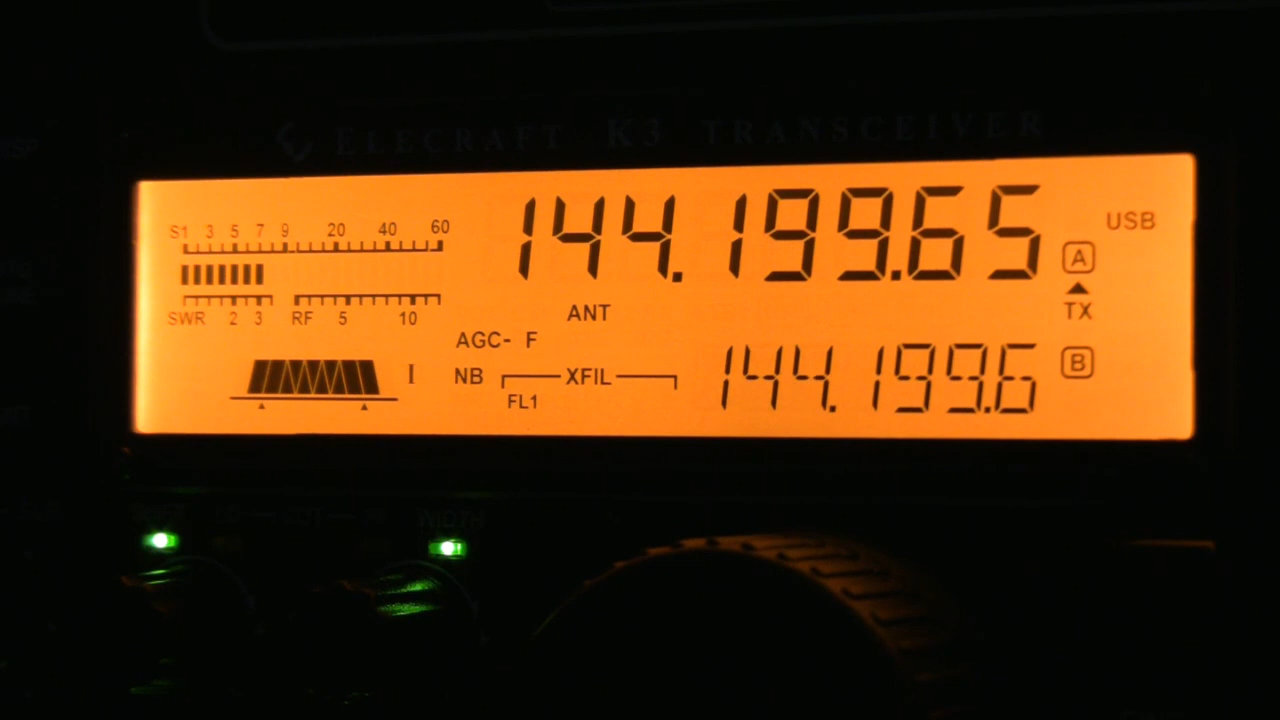 ELECRAFT K3 TRANSCEIVER
S1 3 5 7 9 20 40 60
SWR 2 3 RF 5 10
144.199.65
USB
A
TX
ANT
AGC- F
I
NB XFIL
FL1
144.199.6
B
WIDTH